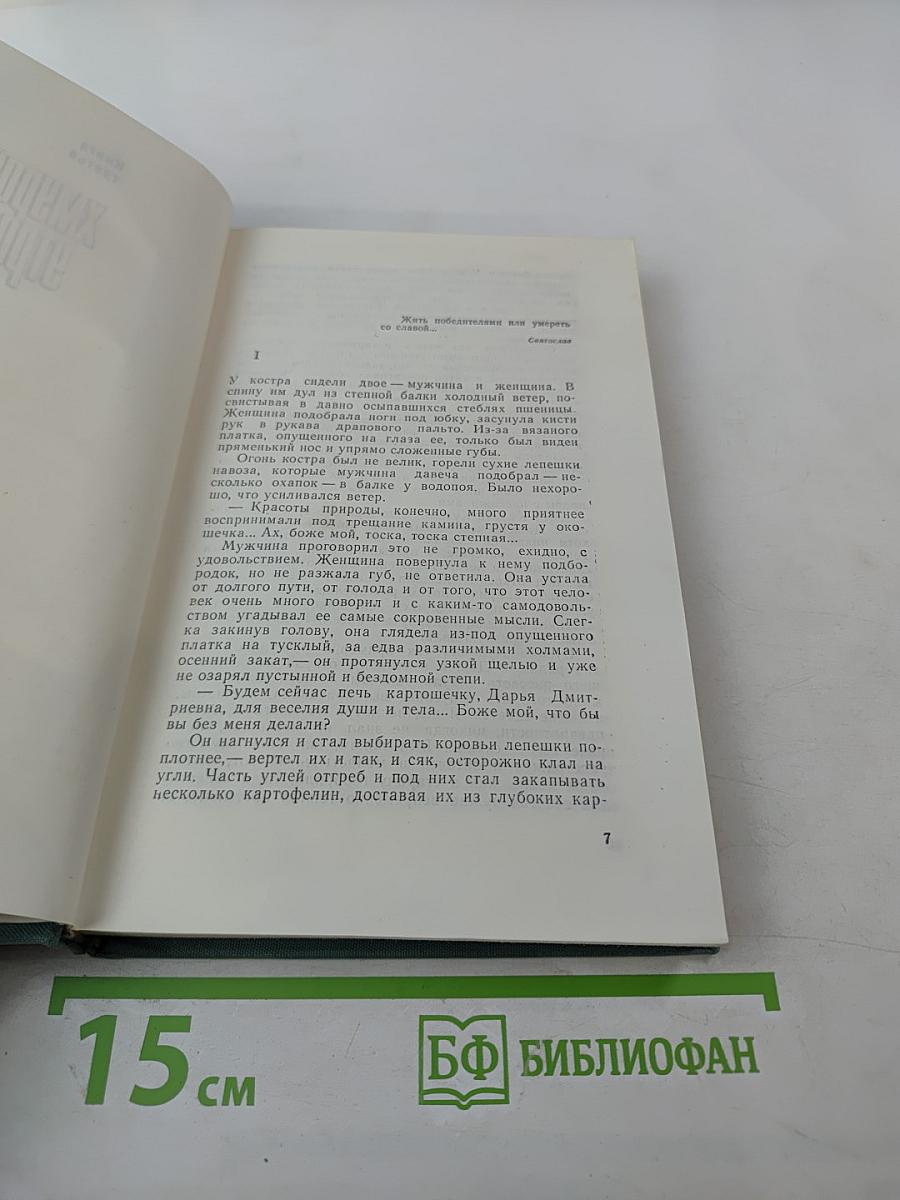 Жить победителями или умереть
со славой...
Святослав
I
У костра сидели двое — мужчина и женщина. В
спину им дул из степной балки холодный ветер, по-
свистывая в давно осыпавшихся стеблях пшеницы.
Женщина подобрала ноги под юбку, засунула кисти
рук в рукава драпового пальто. Из-за вязаного
платка, опущенного на глаза ее, только был виден
пряменький нос и упрямо сложенные губы.
Огонь костра был не велик, горели сухие лепешки
навоза, которые мужчина давеча подобрал — не-
сколько охапок — в балке у водопоя. Было нехоро-
шо, что усиливался ветер.
— Красоты природы, конечно, много приятнее
воспринимали под трещание камина, грустя у око-
шечка... Ах, боже мой, тоска, тоска степная...
Мужчина проговорил это не громко, ехидно, с
удовольствием. Женщина повернула к нему подбо-
родок, но не разжала губ, не ответила. Она устала
от долгого пути, от голода и от того, что этот чело-
век очень много говорил и с каким-то самодоволь-
ством угадывал ее самые сокровенные мысли. Слег-
ка закинув голову, она глядела из-под опущенного
платка на тусклый, за едва различимыми холмами,
осенний закат,— он протянулся узкой щелью и уже
не озарял пустынной и бездомной степи.
— Будем сейчас печь картошечку, Дарья Дмит-
риевна, для веселия души и тела... Боже мой, что бы
вы без меня делали?
Он нагнулся и стал выбирать коровьи лепешки по-
плотнее,— вертел их и так, и сяк, осторожно клал на
угли. Часть углей отгреб и под них стал закапывать
несколько картофелин, доставая их из глубоких кар-
7
15 см
БФ БИБЛИОФАН